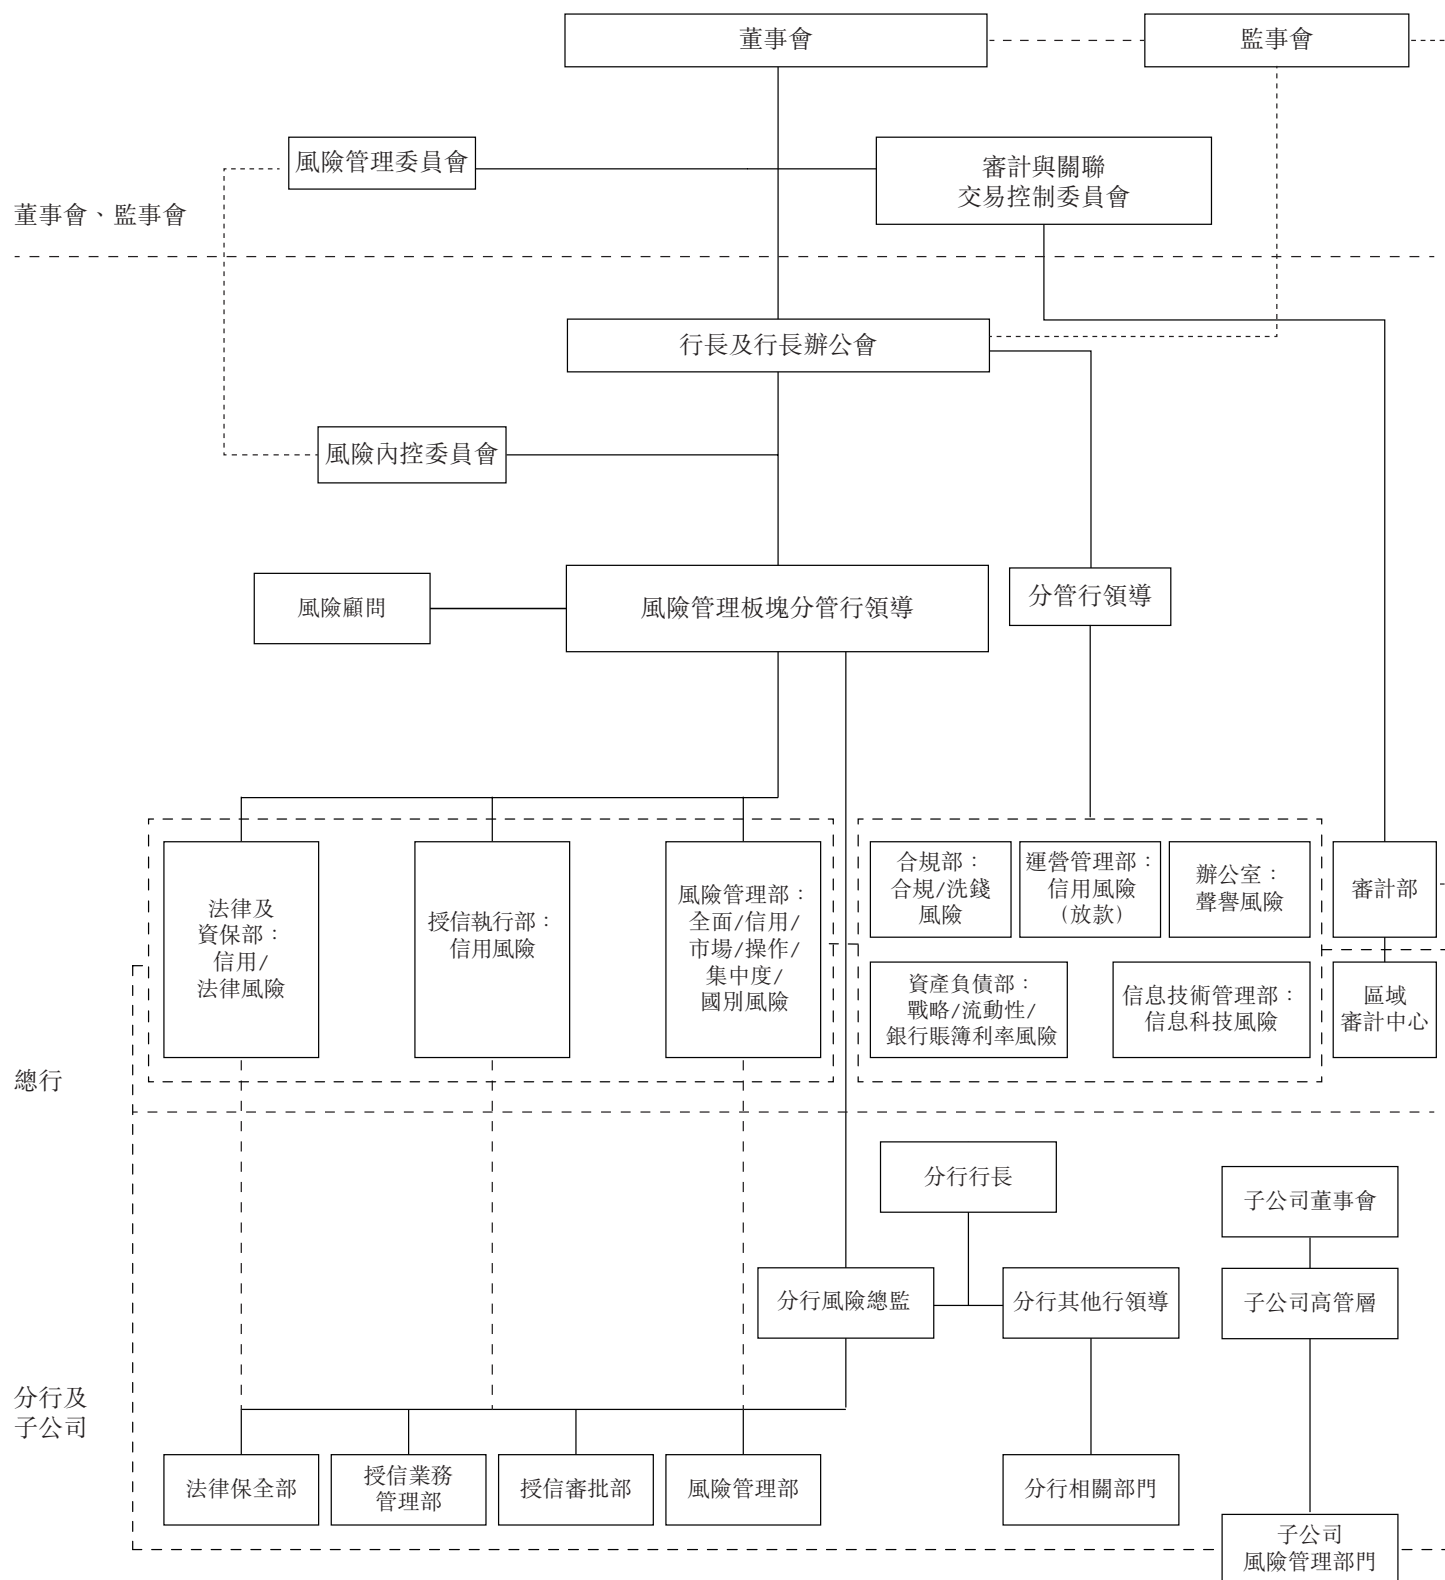 董事會
監事會
風險管理委員會
審計與關聯
交易控制委員會
董事會、監事會
行長及行長辦公會
風險內控委員會
風險顧問
風險管理板塊分管行領導
分管行領導
法律及
資保部：
信用/
法律風險
授信執行部：
信用風險
風險管理部：
全面/信用/
市場/操作/
集中度/
國別風險
合規部：
合規/洗錢
風險
運營管理部：
信用風險
(放款)
辦公室：
聲譽風險
審計部
資產負債部：
戰略/流動性/
銀行賬簿利率風險
信息技術管理部：
信息科技風險
區域
審計中心
總行
分行行長
子公司董事會
分行風險總監
分行其他行領導
子公司高管層
分行及
子公司
法律保全部
授信業務
管理部
授信審批部
風險管理部
分行相關部門
子公司
風險管理部門